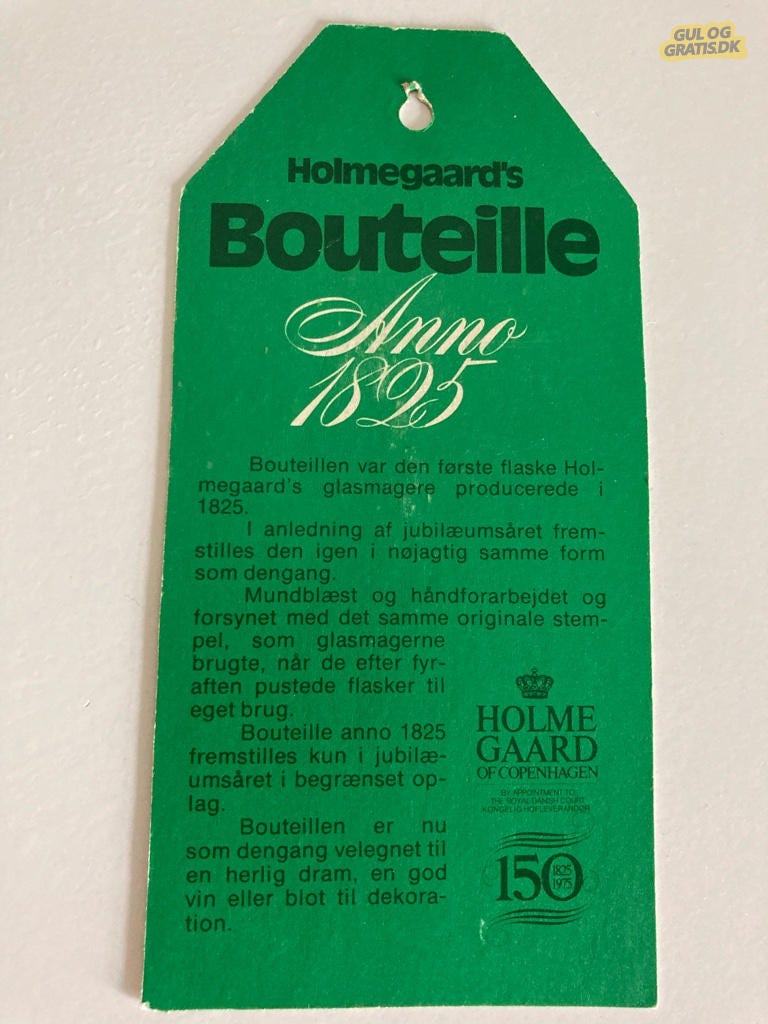 GUL OG
GRATIS.DK
Holmegaard's
Bouteille
Anno
1825
Bouteillen var den første flaske Hol-
megaard's glasmagere producerede i
1825.
I anledning af jubilæumsåret frem-
stilles den igen i nøjagtig samme form
som dengang.
Mundblæst og håndforarbejdet og
forsynet med det samme originale stem-
pel, som glasmagerne
brugte, når de efter fyr-
aften pustede flasker til
eget brug.
Bouteille anno 1825
fremstilles kun i jubilæ-
umsåret i begrænset op-
lag.
Bouteillen er nu
som dengang velegnet til
en herlig dram, en god
vin eller blot til dekora-
tion.
HOLME
GAARD
OF COPENHAGEN
BY APPOINTMENT TO
THE ROYAL DANISH COURT
KONGELIG HOFLEVERANDØR
150
1825
1975